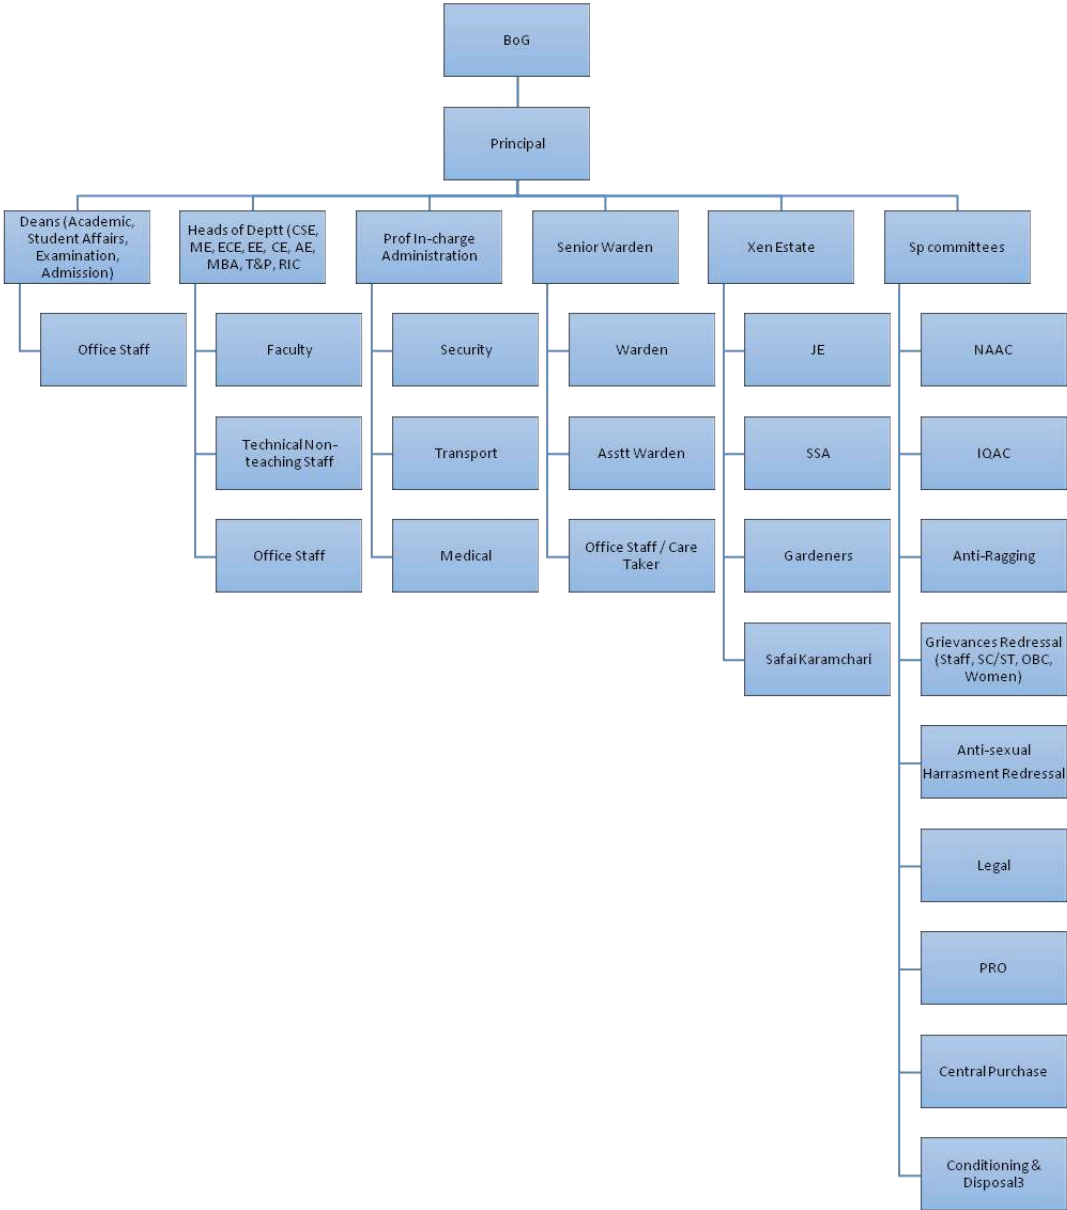 BoG
Principal
Deans (Academic,
Student Affairs,
Examination,
Admission)
Heads of Deptt (CSE,
ME, ECE, EE, CE, AE,
MBA, T&P, RIC
Prof In-charge
Administration
Senior Warden
Xen Estate
Sp committees
Office Staff
Faculty
Security
Warden
JE
NAAC
Technical Non-
teaching Staff
Transport
Asstt Warden
SSA
IQAC
Office Staff
Medical
Office Staff / Care
Taker
Gardeners
Anti-Ragging
Safai Karamchari
Grievances Redressal
(Staff, SC/ST, OBC,
Women)
Anti-sexual
Harrasment Redressal
Legal
PRO
Central Purchase
Conditioning &
Disposal3